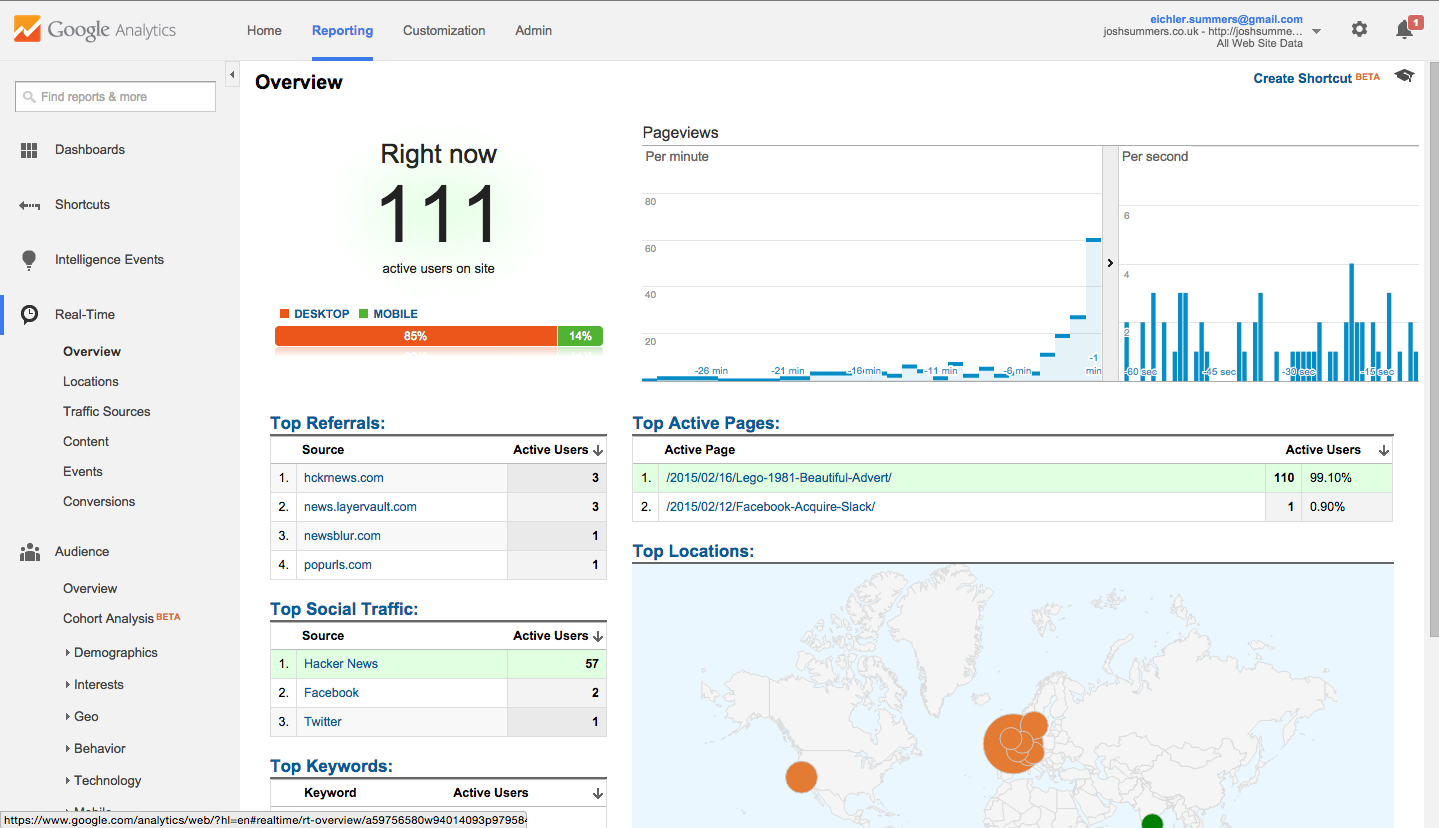 Google Analytics
Home
Reporting
Customization
Admin
eichler.summers@gmail.com
joshsummers.co.uk - http://joshsumme...
All Web Site Data
1
Find reports & more
Dashboards
Shortcuts
Intelligence Events
Real-Time
Overview
Locations
Traffic Sources
Content
Events
Conversions
Audience
Overview
Cohort Analysis BETA
Demographics
Interests
Geo
Behavior
Technology
Mobile
https://www.google.com/analytics/web/?hl=en#realtime/rt-overview/a59756580w94014093p97958
Overview
Create Shortcut BETA
Right now
111
active users on site
DESKTOP
MOBILE
85%
14%
Pageviews
Per minute
80
60
40
20
-26 min
-21 min
-16 min
-11 min
-6 min
-1
min
Per second
6
4
2
-60 sec
-45 sec
-30 sec
-15 sec
Top Referrals:
Source Active Users
1. hckrnews.com 3
2. news.layervault.com 3
3. newsblur.com 1
4. popurls.com 1
Top Social Traffic:
Source Active Users
1. Hacker News 57
2. Facebook 2
3. Twitter 1
Top Keywords:
Keyword Active Users
Top Active Pages:
Active Page Active Users
1. /2015/02/16/Lego-1981-Beautiful-Advert/ 110 99.10%
2. /2015/02/12/Facebook-Acquire-Slack/ 1 0.90%
Top Locations: